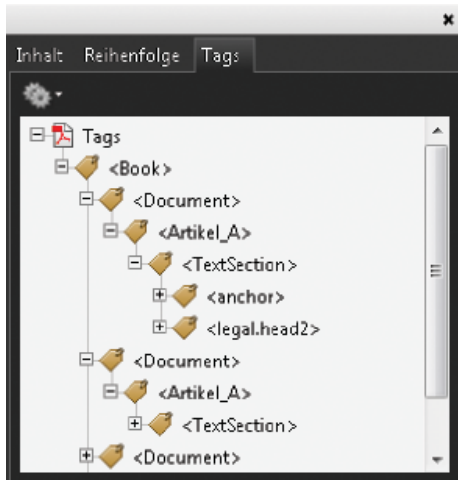 Inhalt Reihenfolge Tags
Tags
<Book>
<Document>
<Artikel_A>
<TextSection>
<anchor>
<legal.head2>
<Document>
<Artikel_A>
<TextSection>
<Document>